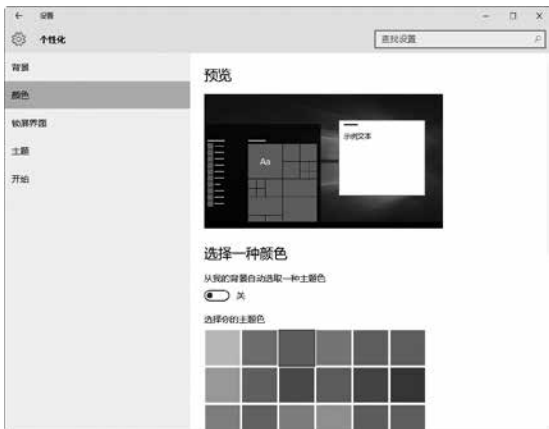 设置
个性化
查找设置
背景
颜色
锁屏界面
主题
开始
预览
Aa
示例文本
选择一种颜色
从我的背景自动选取一种主题色
关
选择你的主题色